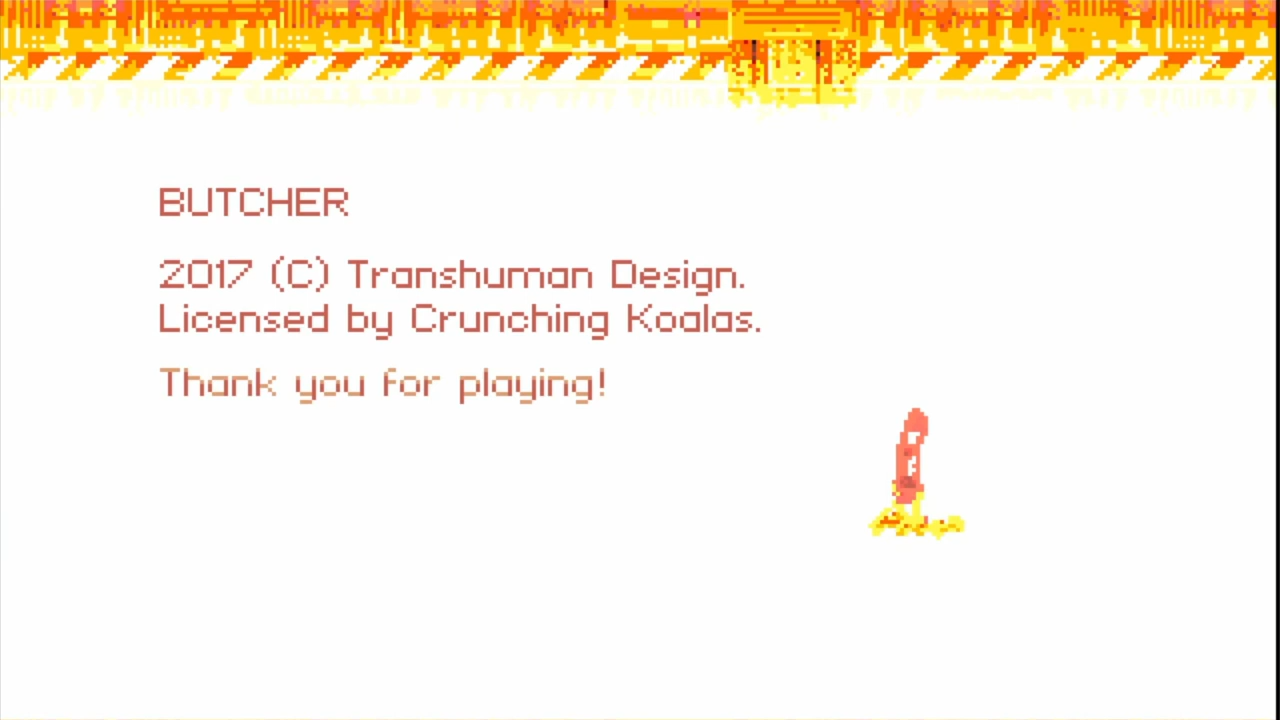 BUTCHER
2017 (C) Transhuman Design.
Licensed by Crunching Koalas.
Thank you for playing!